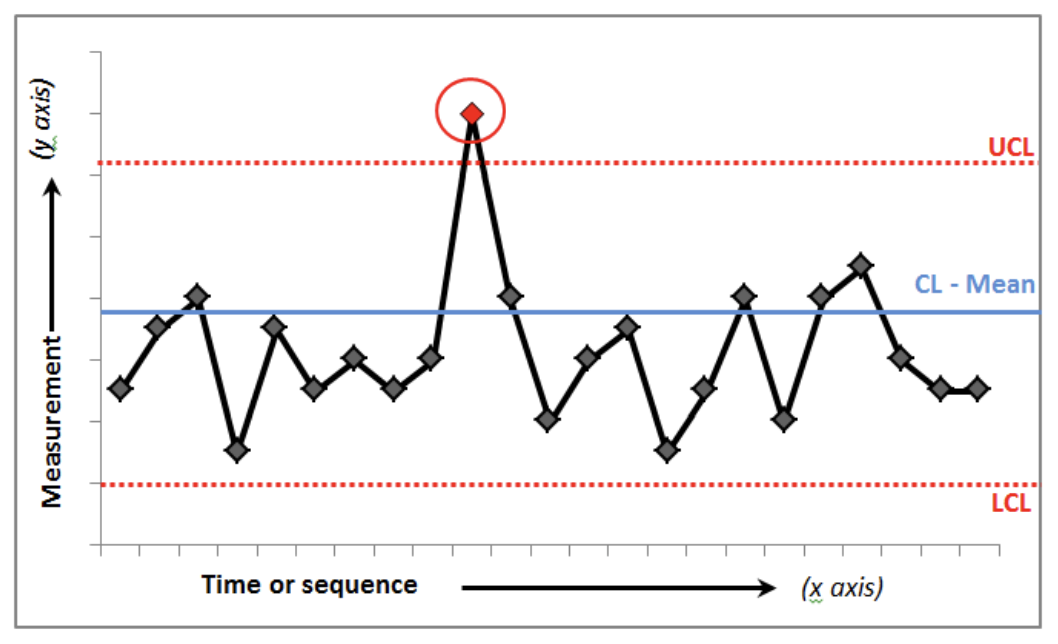 (y axis)
Measurement
UCL
CL - Mean
LCL
Time or sequence
(x axis)